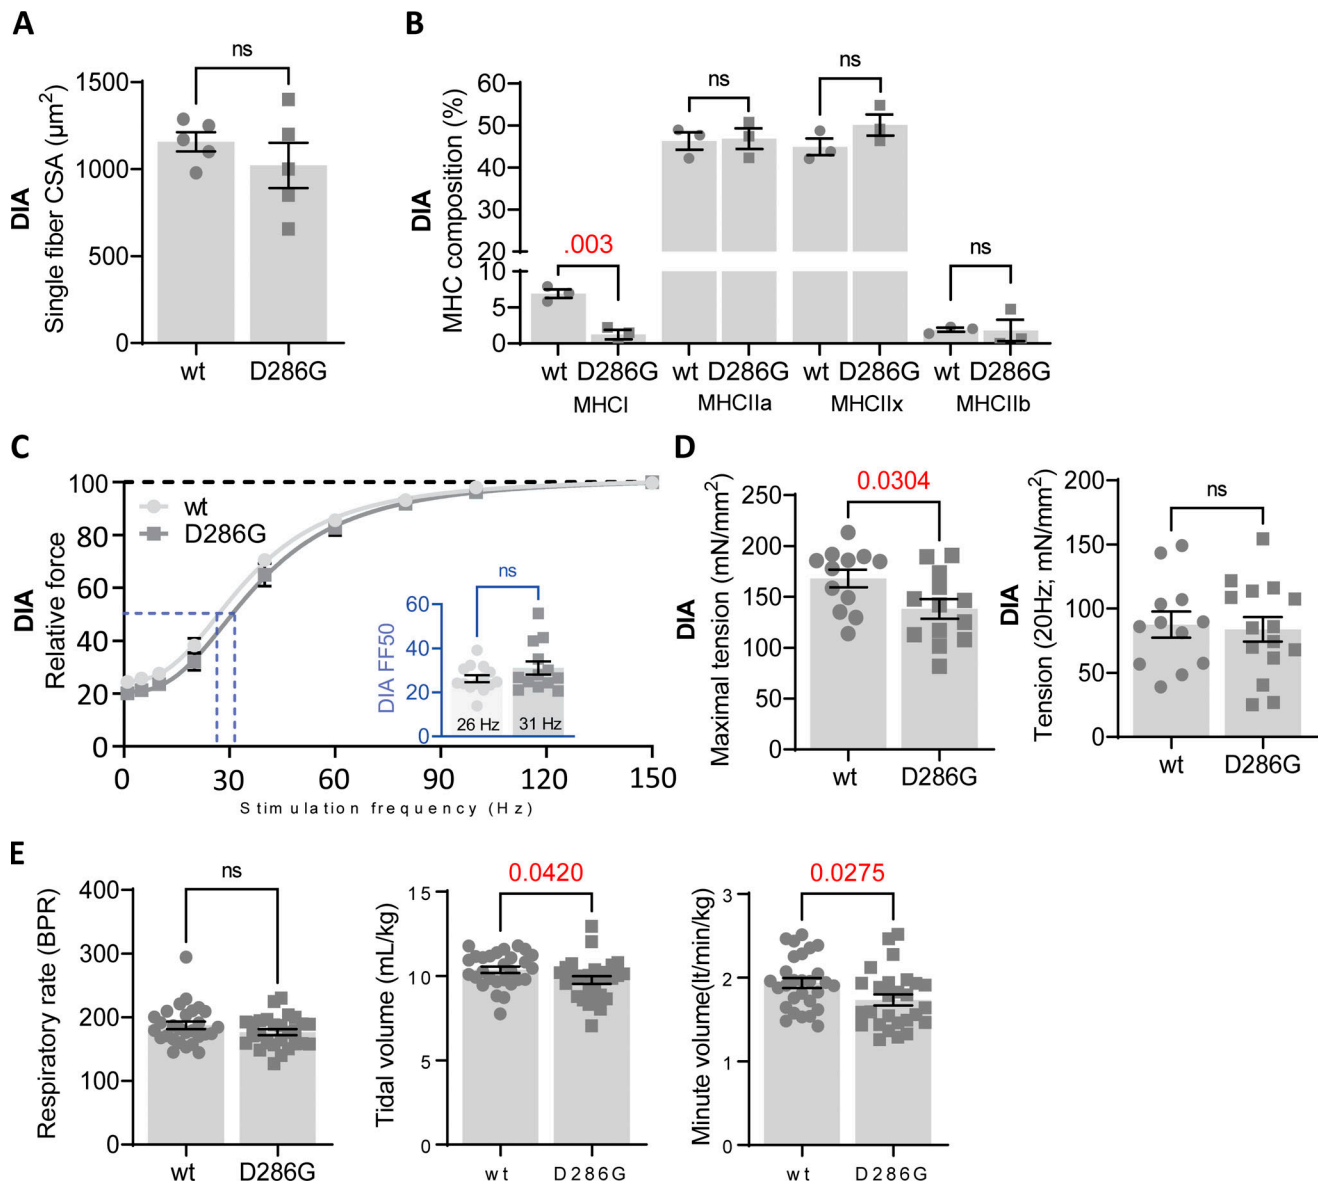 A
DIA
Single fiber CSA (µm²)
1500
1000
500
0
ns
wt D286G
B
DIA
MHC composition (%)
60
50
40
30
20
10
5
0
.003
ns
ns
ns
wt D286G wt D286G wt D286G wt D286G
MHCI MHCIIa MHCIIx MHCIIb
C
DIA
Relative force
100
80
60
40
20
0
wt
D286G
0 30 60 90 120 150
Stimulation frequency (Hz)
DIA FF50
60
40
20
0
ns
26 Hz 31 Hz
D
DIA
Maximal tension (mN/mm²)
250
200
150
100
50
0
0.0304
wt D286G
DIA
Tension (20Hz; mN/mm²)
200
150
100
50
0
ns
wt D286G
E
Respiratory rate (BPR)
400
300
200
100
0
ns
wt D286G
Tidal volume (mL/kg)
15
10
5
0
0.0420
wt D286G
Minute volume(lt/min/kg)
3
2
1
0
0.0275
wt D286G